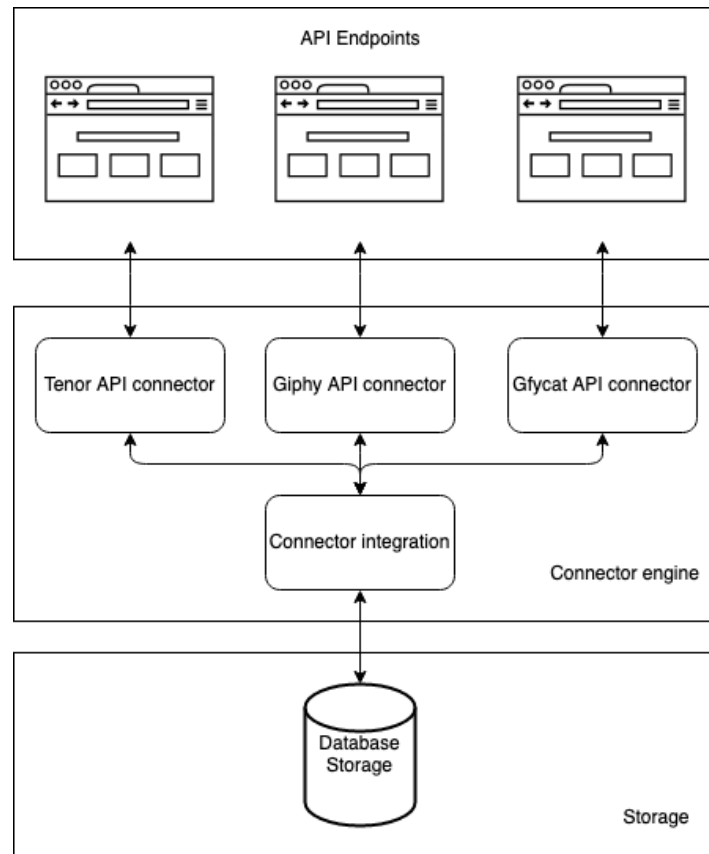 API Endpoints
Tenor API connector
Giphy API connector
Gfycat API connector
Connector integration
Connector engine
Database
Storage
Storage